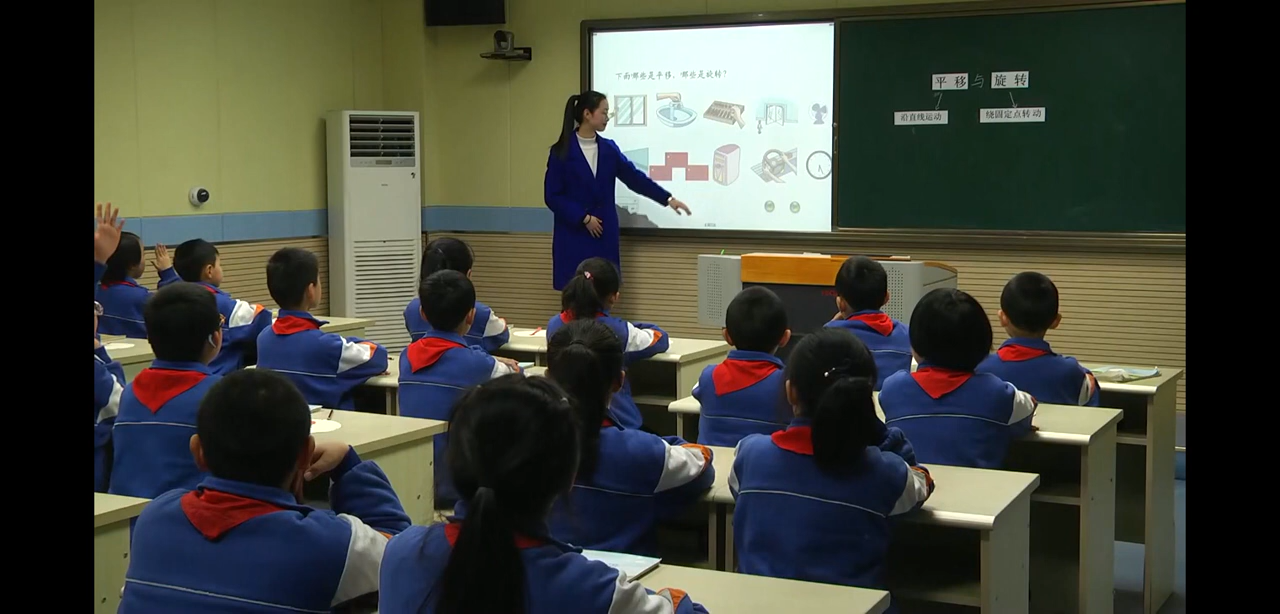 下面哪些是平移，哪些是旋转？
平移与旋转
沿直线运动
绕固定点转动